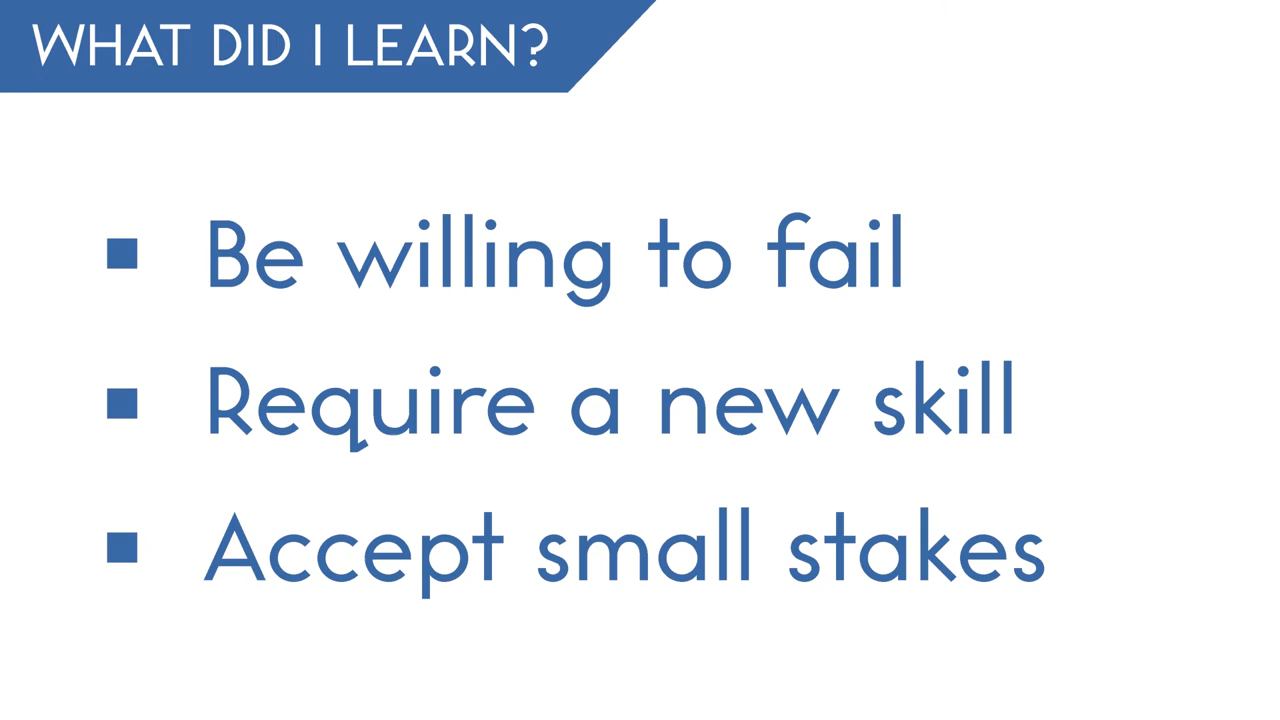 WHAT DID I LEARN?
Be willing to fail
Require a new skill
Accept small stakes